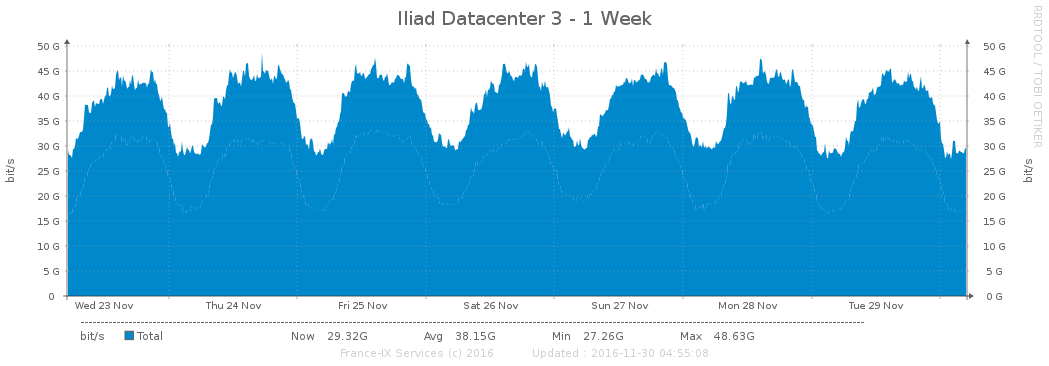 Iliad Datacenter 3 - 1 Week
RRDTOOL / TOBI OETIKER
50 G 50 G
45 G 45 G
40 G 40 G
35 G 35 G
30 G 30 G
25 G 25 G
20 G 20 G
15 G 15 G
10 G 10 G
5 G 5 G
0 0 G
bit/s bit/s
Wed 23 Nov Thu 24 Nov Fri 25 Nov Sat 26 Nov Sun 27 Nov Mon 28 Nov Tue 29 Nov
bit/s Total Now 29.32G Avg 38.15G Min 27.26G Max 48.63G
France-IX Services (c) 2016 Updated : 2016-11-30 04:55:08